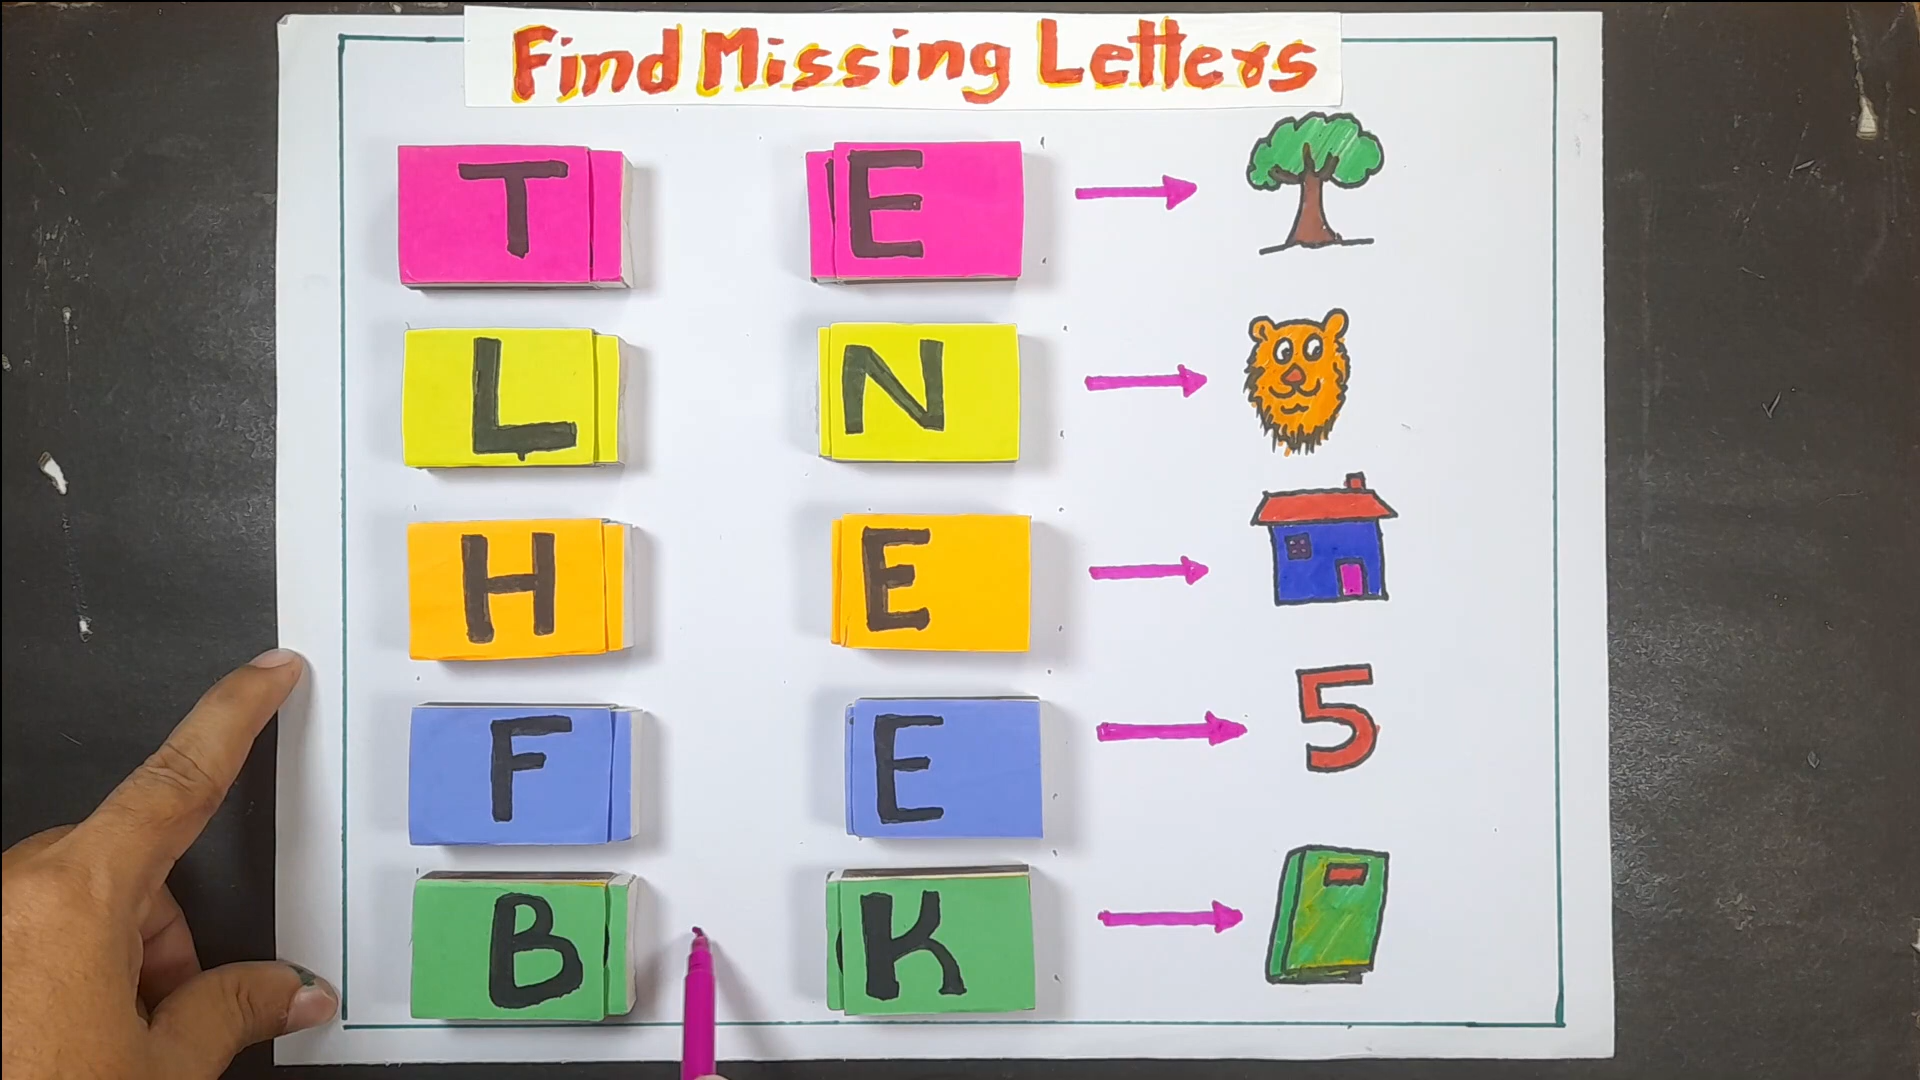 Find Missing Letters
T E
L N
H E
F E 5
B K